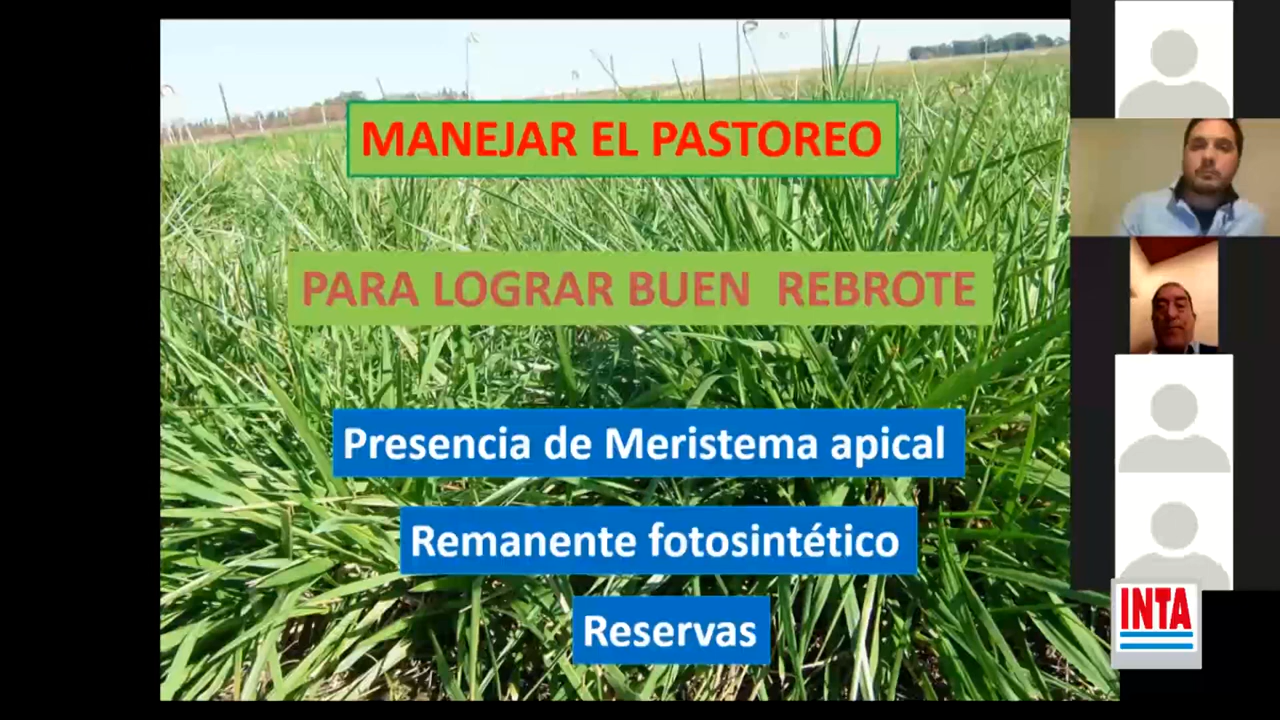 MANEJAR EL PASTOREO
PARA LOGRAR BUEN REBROTE
Presencia de Meristema apical
Remanente fotosintético
Reservas
INTA